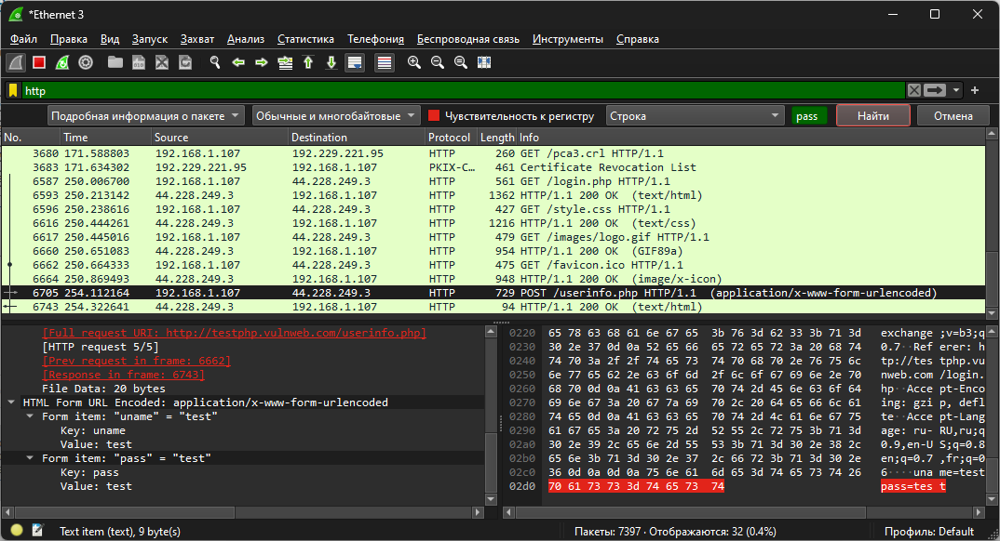 *Ethernet 3
Файл Правка Вид Запуск Захват Анализ Статистика Телефония Беспроводная связь Инструменты Справка
http
Подробная информация о пакете Обычные и многобайтовые Чувствительность к регистру Строка pass Найти Отмена
No. Time Source Destination Protocol Length Info
3680 171.588803 192.168.1.107 192.229.221.95 HTTP 260 GET /pca3.crl HTTP/1.1
3683 171.634302 192.229.221.95 192.168.1.107 PKIX-C… 461 Certificate Revocation List
6587 250.006700 192.168.1.107 44.228.249.3 HTTP 561 GET /login.php HTTP/1.1
6593 250.213142 44.228.249.3 192.168.1.107 HTTP 1362 HTTP/1.1 200 OK (text/html)
6596 250.238616 192.168.1.107 44.228.249.3 HTTP 427 GET /style.css HTTP/1.1
6616 250.444261 44.228.249.3 192.168.1.107 HTTP 1216 HTTP/1.1 200 OK (text/css)
6617 250.445016 192.168.1.107 44.228.249.3 HTTP 479 GET /images/logo.gif HTTP/1.1
6660 250.651083 44.228.249.3 192.168.1.107 HTTP 954 HTTP/1.1 200 OK (GIF89a)
6662 250.664333 192.168.1.107 44.228.249.3 HTTP 475 GET /favicon.ico HTTP/1.1
6664 250.869493 44.228.249.3 192.168.1.107 HTTP 948 HTTP/1.1 200 OK (image/x-icon)
6705 254.112164 192.168.1.107 44.228.249.3 HTTP 729 POST /userinfo.php HTTP/1.1 (application/x-www-form-urlencoded)
6743 254.322641 44.228.249.3 192.168.1.107 HTTP 94 HTTP/1.1 200 OK (text/html)
[Full request URI: http://testphp.vulnweb.com/userinfo.php]
[HTTP request 5/5]
[Prev request in frame: 6662]
[Response in frame: 6743]
File Data: 20 bytes
HTML Form URL Encoded: application/x-www-form-urlencoded
Form item: "uname" = "test"
Key: uname
Value: test
Form item: "pass" = "test"
Key: pass
Value: test
0220 65 78 63 68 61 6e 67 65 3b 76 3d 62 33 3b 71 3d exchange ;v=b3;q=
0230 30 2e 37 0d 0a 52 65 66 65 72 65 72 3a 20 68 74 0.7··Ref erer: ht
0240 74 70 3a 2f 2f 74 65 73 74 70 68 70 2e 76 75 6c tp://tes tphp.vul
0250 6e 77 65 62 2e 63 6f 6d 2f 6c 6f 67 69 6e 2e 70 nweb.com /login.p
0260 68 70 0d 0a 41 63 63 65 70 74 2d 45 6e 63 6f 64 hp··Acce pt-Encod
0270 69 6e 67 3a 20 67 7a 69 70 2c 20 64 65 66 6c 61 ing: gzi p, defla
0280 74 65 0d 0a 41 63 63 65 70 74 2d 4c 61 6e 67 75 te··Acce pt-Langu
0290 61 67 65 3a 20 72 75 2d 52 55 2c 72 75 3b 71 3d age: ru- RU,ru;q=
02a0 30 2e 39 2c 65 6e 2d 55 53 3b 71 3d 30 2e 38 2c 0.9,en-U S;q=0.8,
02b0 65 6e 3b 71 3d 30 2e 37 2c 66 72 3b 71 3d 30 2e en;q=0.7 ,fr;q=0.
02c0 36 0d 0a 0d 0a 75 6e 61 6d 65 3d 74 65 73 74 26 6····una me=test&
02d0 70 61 73 73 3d 74 65 73 74 pass=tes t
Text item (text), 9 byte(s) Пакеты: 7397 · Отображаются: 32 (0.4%) Профиль: Default